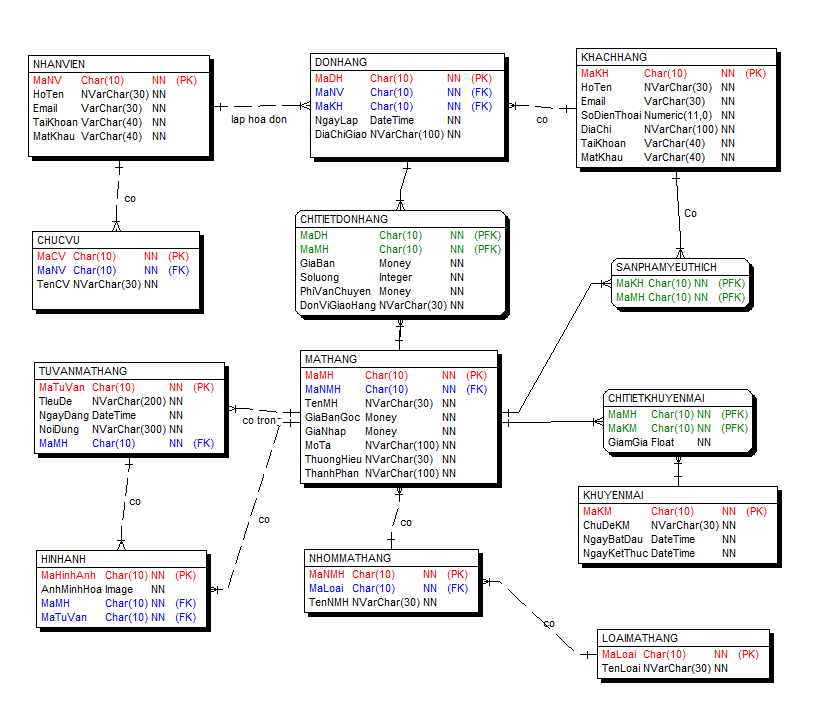 NHANVIEN
MaNV Char(10) NN (PK)
HoTen NVarChar(30) NN
Email VarChar(30) NN
TaiKhoan VarChar(40) NN
MatKhau VarChar(40) NN
DONHANG
MaDH Char(10) NN (PK)
MaNV Char(10) NN (FK)
MaKH Char(10) NN (FK)
NgayLap DateTime NN
DiaChiGiao NVarChar(100) NN
KHACHHANG
MaKH Char(10) NN (PK)
HoTen NVarChar(30) NN
Email VarChar(30) NN
SoDienThoai Numeric(11,0) NN
DiaChi NVarChar(100) NN
TaiKhoan VarChar(40) NN
MatKhau VarChar(40) NN
lap hoa don
co
co
Co
CHUCVU
MaCV Char(10) NN (PK)
MaNV Char(10) NN (FK)
TenCV NVarChar(30) NN
CHITIETDONHANG
MaDH Char(10) NN (PFK)
MaMH Char(10) NN (PFK)
GiaBan Money NN
Soluong Integer NN
PhiVanChuyen Money NN
DonViGiaoHang NVarChar(30) NN
SANPHAMYEUTHICH
MaKH Char(10) NN (PFK)
MaMH Char(10) NN (PFK)
TUVANMATHANG
MaTuVan Char(10) NN (PK)
TIeuDe NVarChar(200) NN
NgayDang DateTime NN
NoiDung NVarChar(300) NN
MaMH Char(10) NN (FK)
co tron
MATHANG
MaMH Char(10) NN (PK)
MaNMH Char(10) NN (FK)
TenMH NVarChar(30) NN
GiaBanGoc Money NN
GiaNhap Money NN
MoTa NVarChar(100) NN
ThuongHieu NVarChar(30) NN
ThanhPhan NVarChar(100) NN
CHITIETKHUYENMAI
MaMH Char(10) NN (PFK)
MaKM Char(10) NN (PFK)
GiamGia Float NN
KHUYENMAI
MaKM Char(10) NN (PK)
ChuDeKM NVarChar(30) NN
NgayBatDau DateTime NN
NgayKetThuc DateTime NN
co
co
co
HINHANH
MaHinhAnh Char(10) NN (PK)
AnhMinhHoa Image NN
MaMH Char(10) NN (FK)
MaTuVan Char(10) NN (FK)
NHOMMATHANG
MaNMH Char(10) NN (PK)
MaLoai Char(10) NN (FK)
TenNMH NVarChar(30) NN
co
LOAIMATHANG
MaLoai Char(10) NN (PK)
TenLoai NVarChar(30) NN